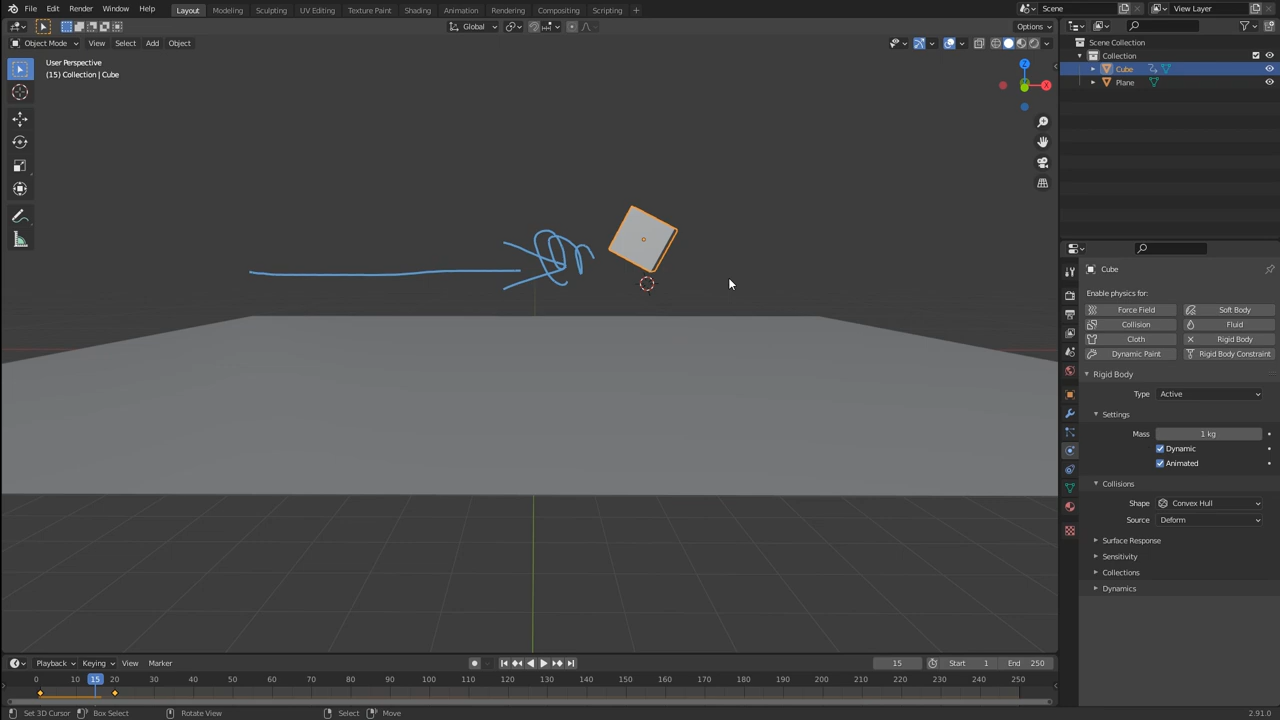 File Edit Render Window Help Layout Modeling Sculpting UV Editing Texture Paint Shading Animation Rendering Compositing Scripting + Scene View Layer
Global Options
Object Mode View Select Add Object
User Perspective
(15) Collection | Cube
Z
X
Scene Collection
Collection
Cube
Plane
Cube
Enable physics for:
Force Field Soft Body
Collision Fluid
Cloth Rigid Body
Dynamic Paint Rigid Body Constraint
Rigid Body
Type Active
Settings
Mass 1 kg
Dynamic
Animated
Collisions
Shape Convex Hull
Source Deform
Surface Response
Sensitivity
Collections
Dynamics
Playback Keying View Marker 15 Start 1 End 250
0 10 15 20 30 40 50 60 70 80 90 100 110 120 130 140 150 160 170 180 190 200 210 220 230 240 250
Set 3D Cursor Box Select Rotate View Select Move 2.91.0